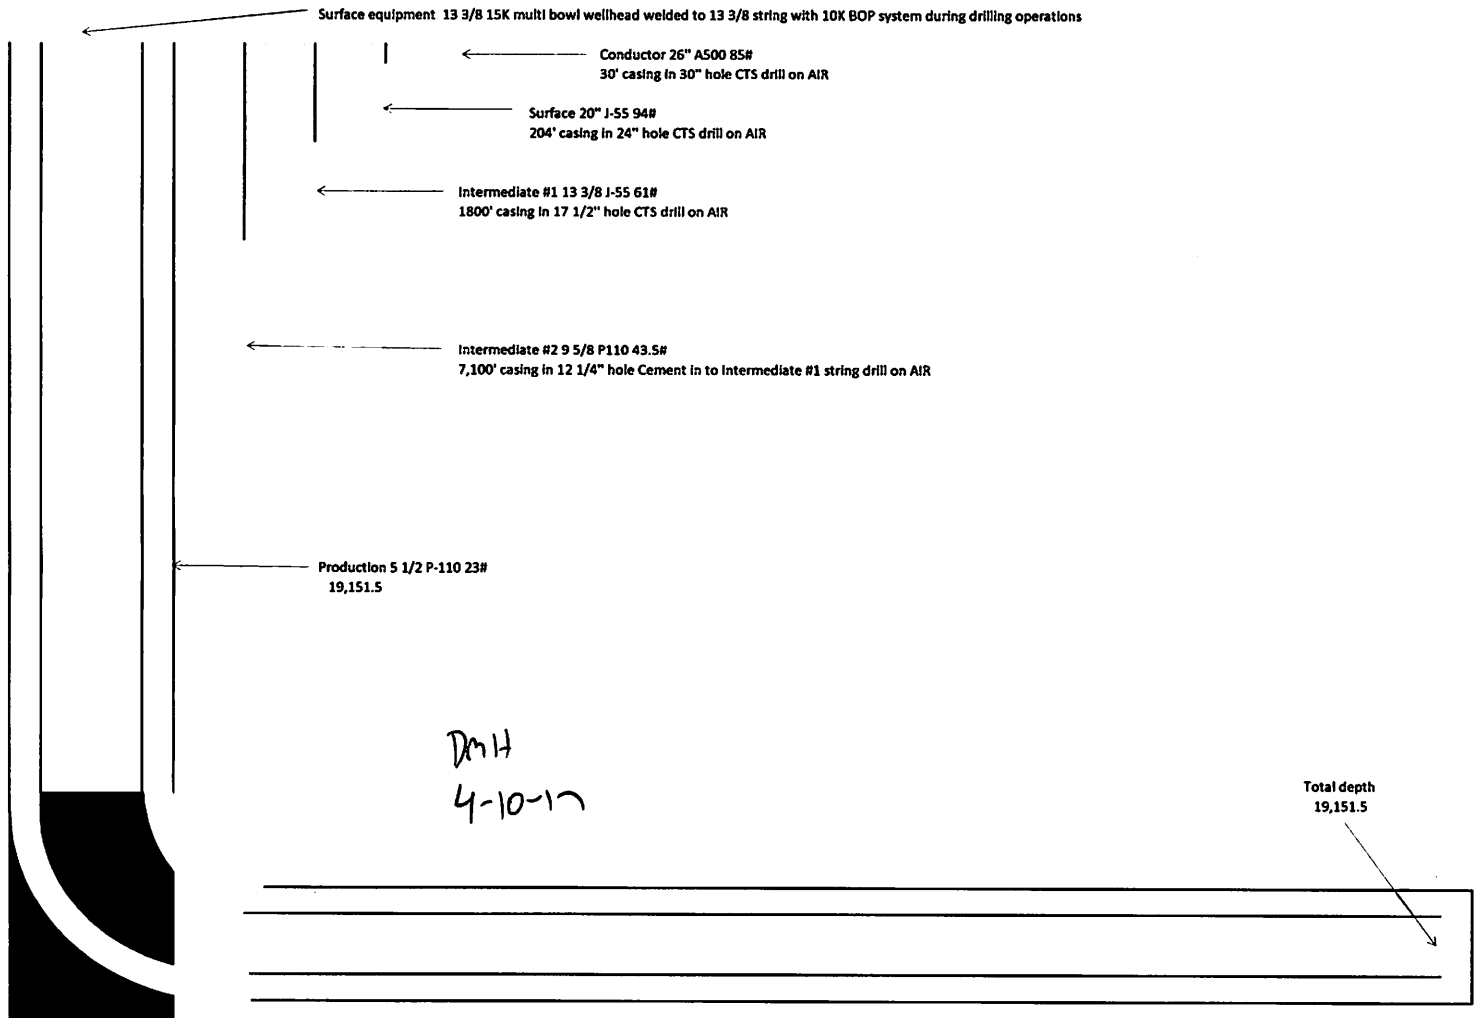 Surface equipment 13 3/8 15K multi bowl wellhead welded to 13 3/8 string with 10K BOP system during drilling operations
Conductor 26" A500 85#
30' casing in 30" hole CTS drill on AIR
Surface 20" J-55 94#
204' casing in 24" hole CTS drill on AIR
Intermediate #1 13 3/8 J-55 61#
1800' casing in 17 1/2" hole CTS drill on AIR
Intermediate #2 9 5/8 P110 43.5#
7,100' casing in 12 1/4" hole Cement in to Intermediate #1 string drill on AIR
Production 5 1/2 P-110 23#
19,151.5
DMH
4-10-17
Total depth
19,151.5